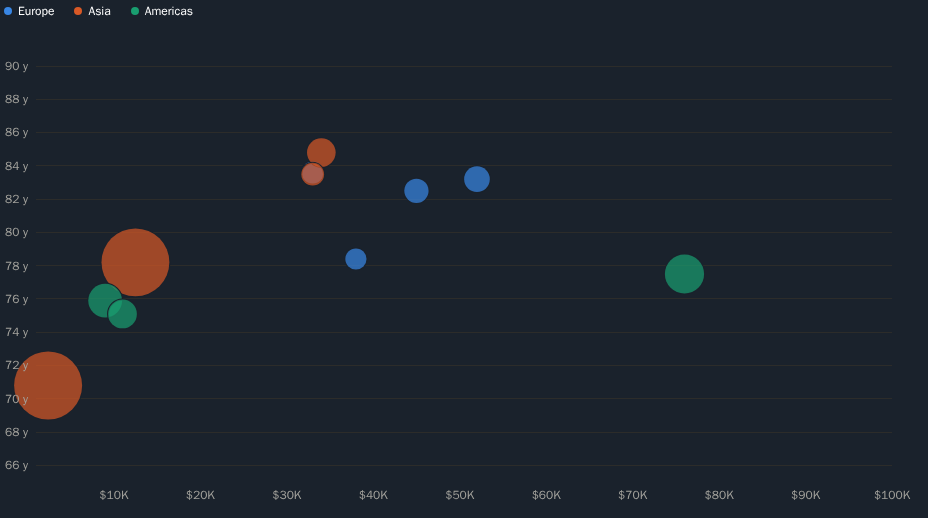 Europe Asia Americas
90 y
88 y
86 y
84 y
82 y
80 y
78 y
76 y
74 y
72 y
70 y
68 y
66 y
$10K $20K $30K $40K $50K $60K $70K $80K $90K $100K